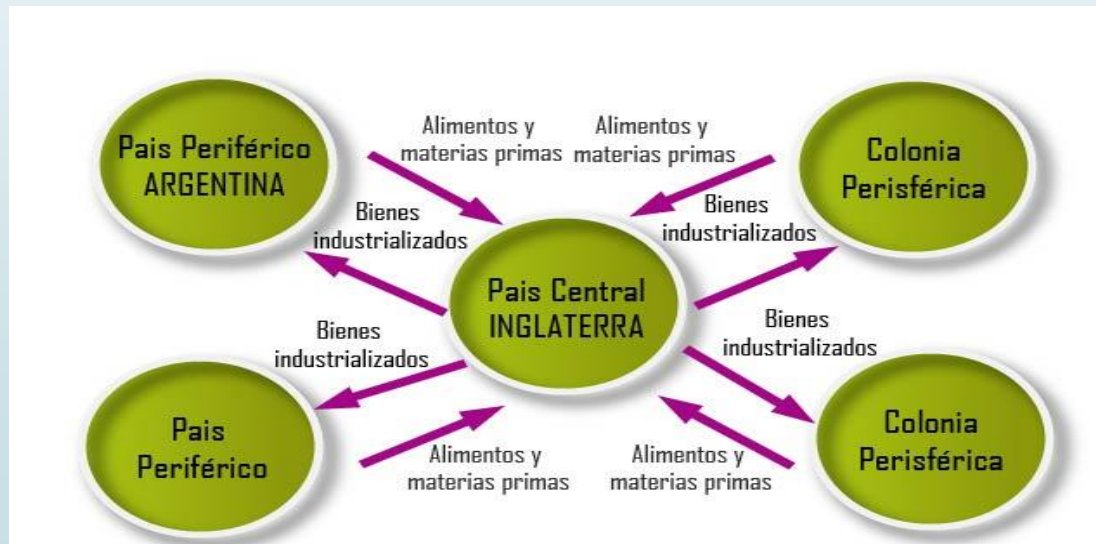 Pais Periférico
ARGENTINA
Alimentos y
materias primas
Alimentos y
materias primas
Colonia
Perisférica
Bienes
industrializados
Bienes
industrializados
Pais Central
INGLATERRA
Bienes
industrializados
Bienes
industrializados
Pais
Periférico
Alimentos y
materias primas
Alimentos y
materias primas
Colonia
Perisférica